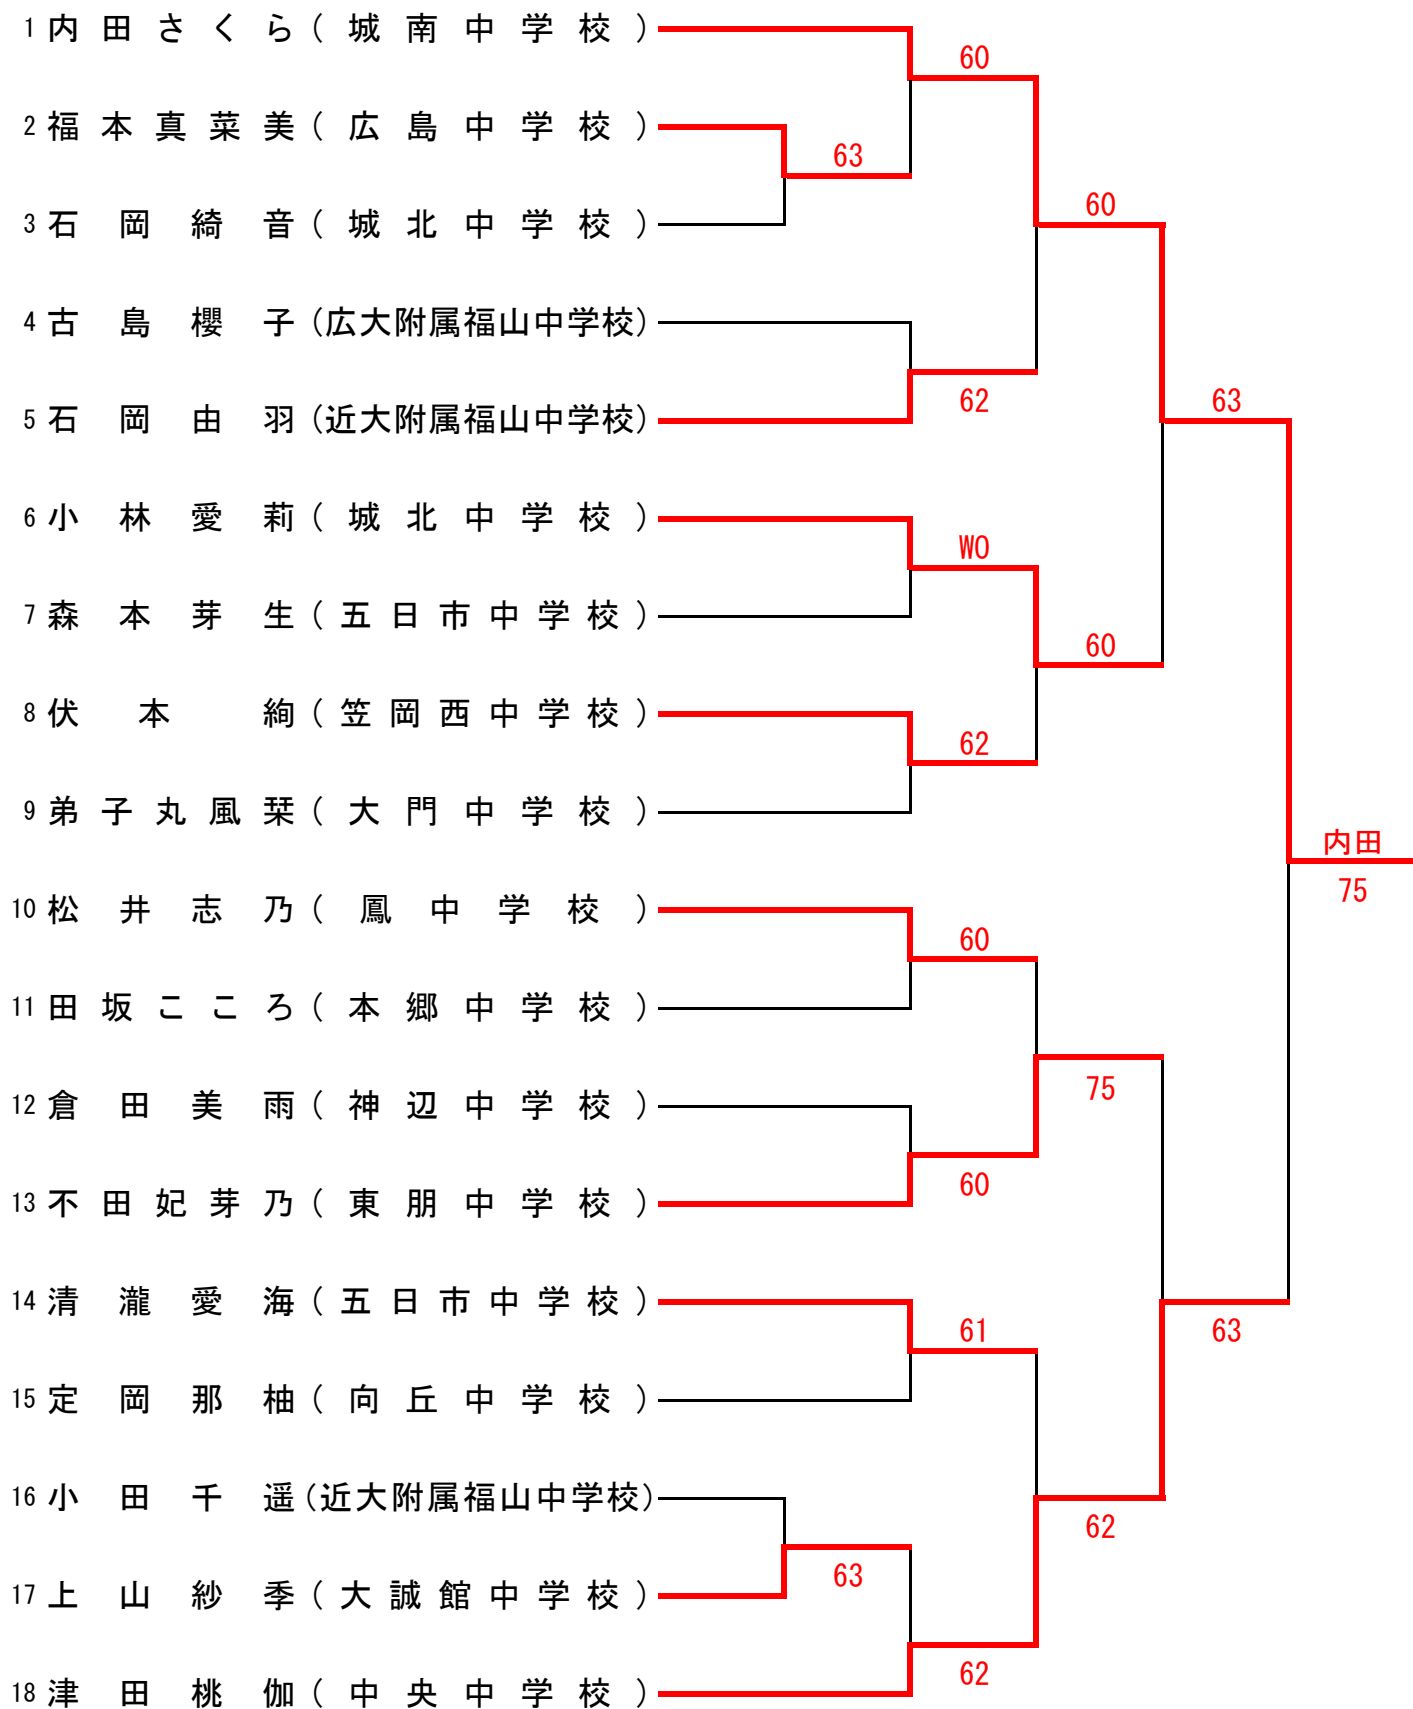 60
1 内田さくら(城南中学校)
2 福本真菜美(広島中学校)
63
60
3 石岡綺音(城北中学校)
4 古島櫻子(広大附属福山中学校)
62
63
5 石岡由羽(近大附属福山中学校)
6 小林愛莉(城北中学校)
W0
7 森本芽生(五日市中学校)
60
8 伏本絢(笠岡西中学校)
62
9 弟子丸風栞(大門中学校)
内田
75
10 松井志乃(鳳中学校)
60
11 田坂こころ(本郷中学校)
75
12 倉田美雨(神辺中学校)
60
13 不田妃芽乃(東朋中学校)
14 清瀧愛海(五日市中学校)
61
63
15 定岡那柚(向丘中学校)
16 小田千遥(近大附属福山中学校)
62
63
17 上山紗季(大誠館中学校)
62
18 津田桃伽(中央中学校)